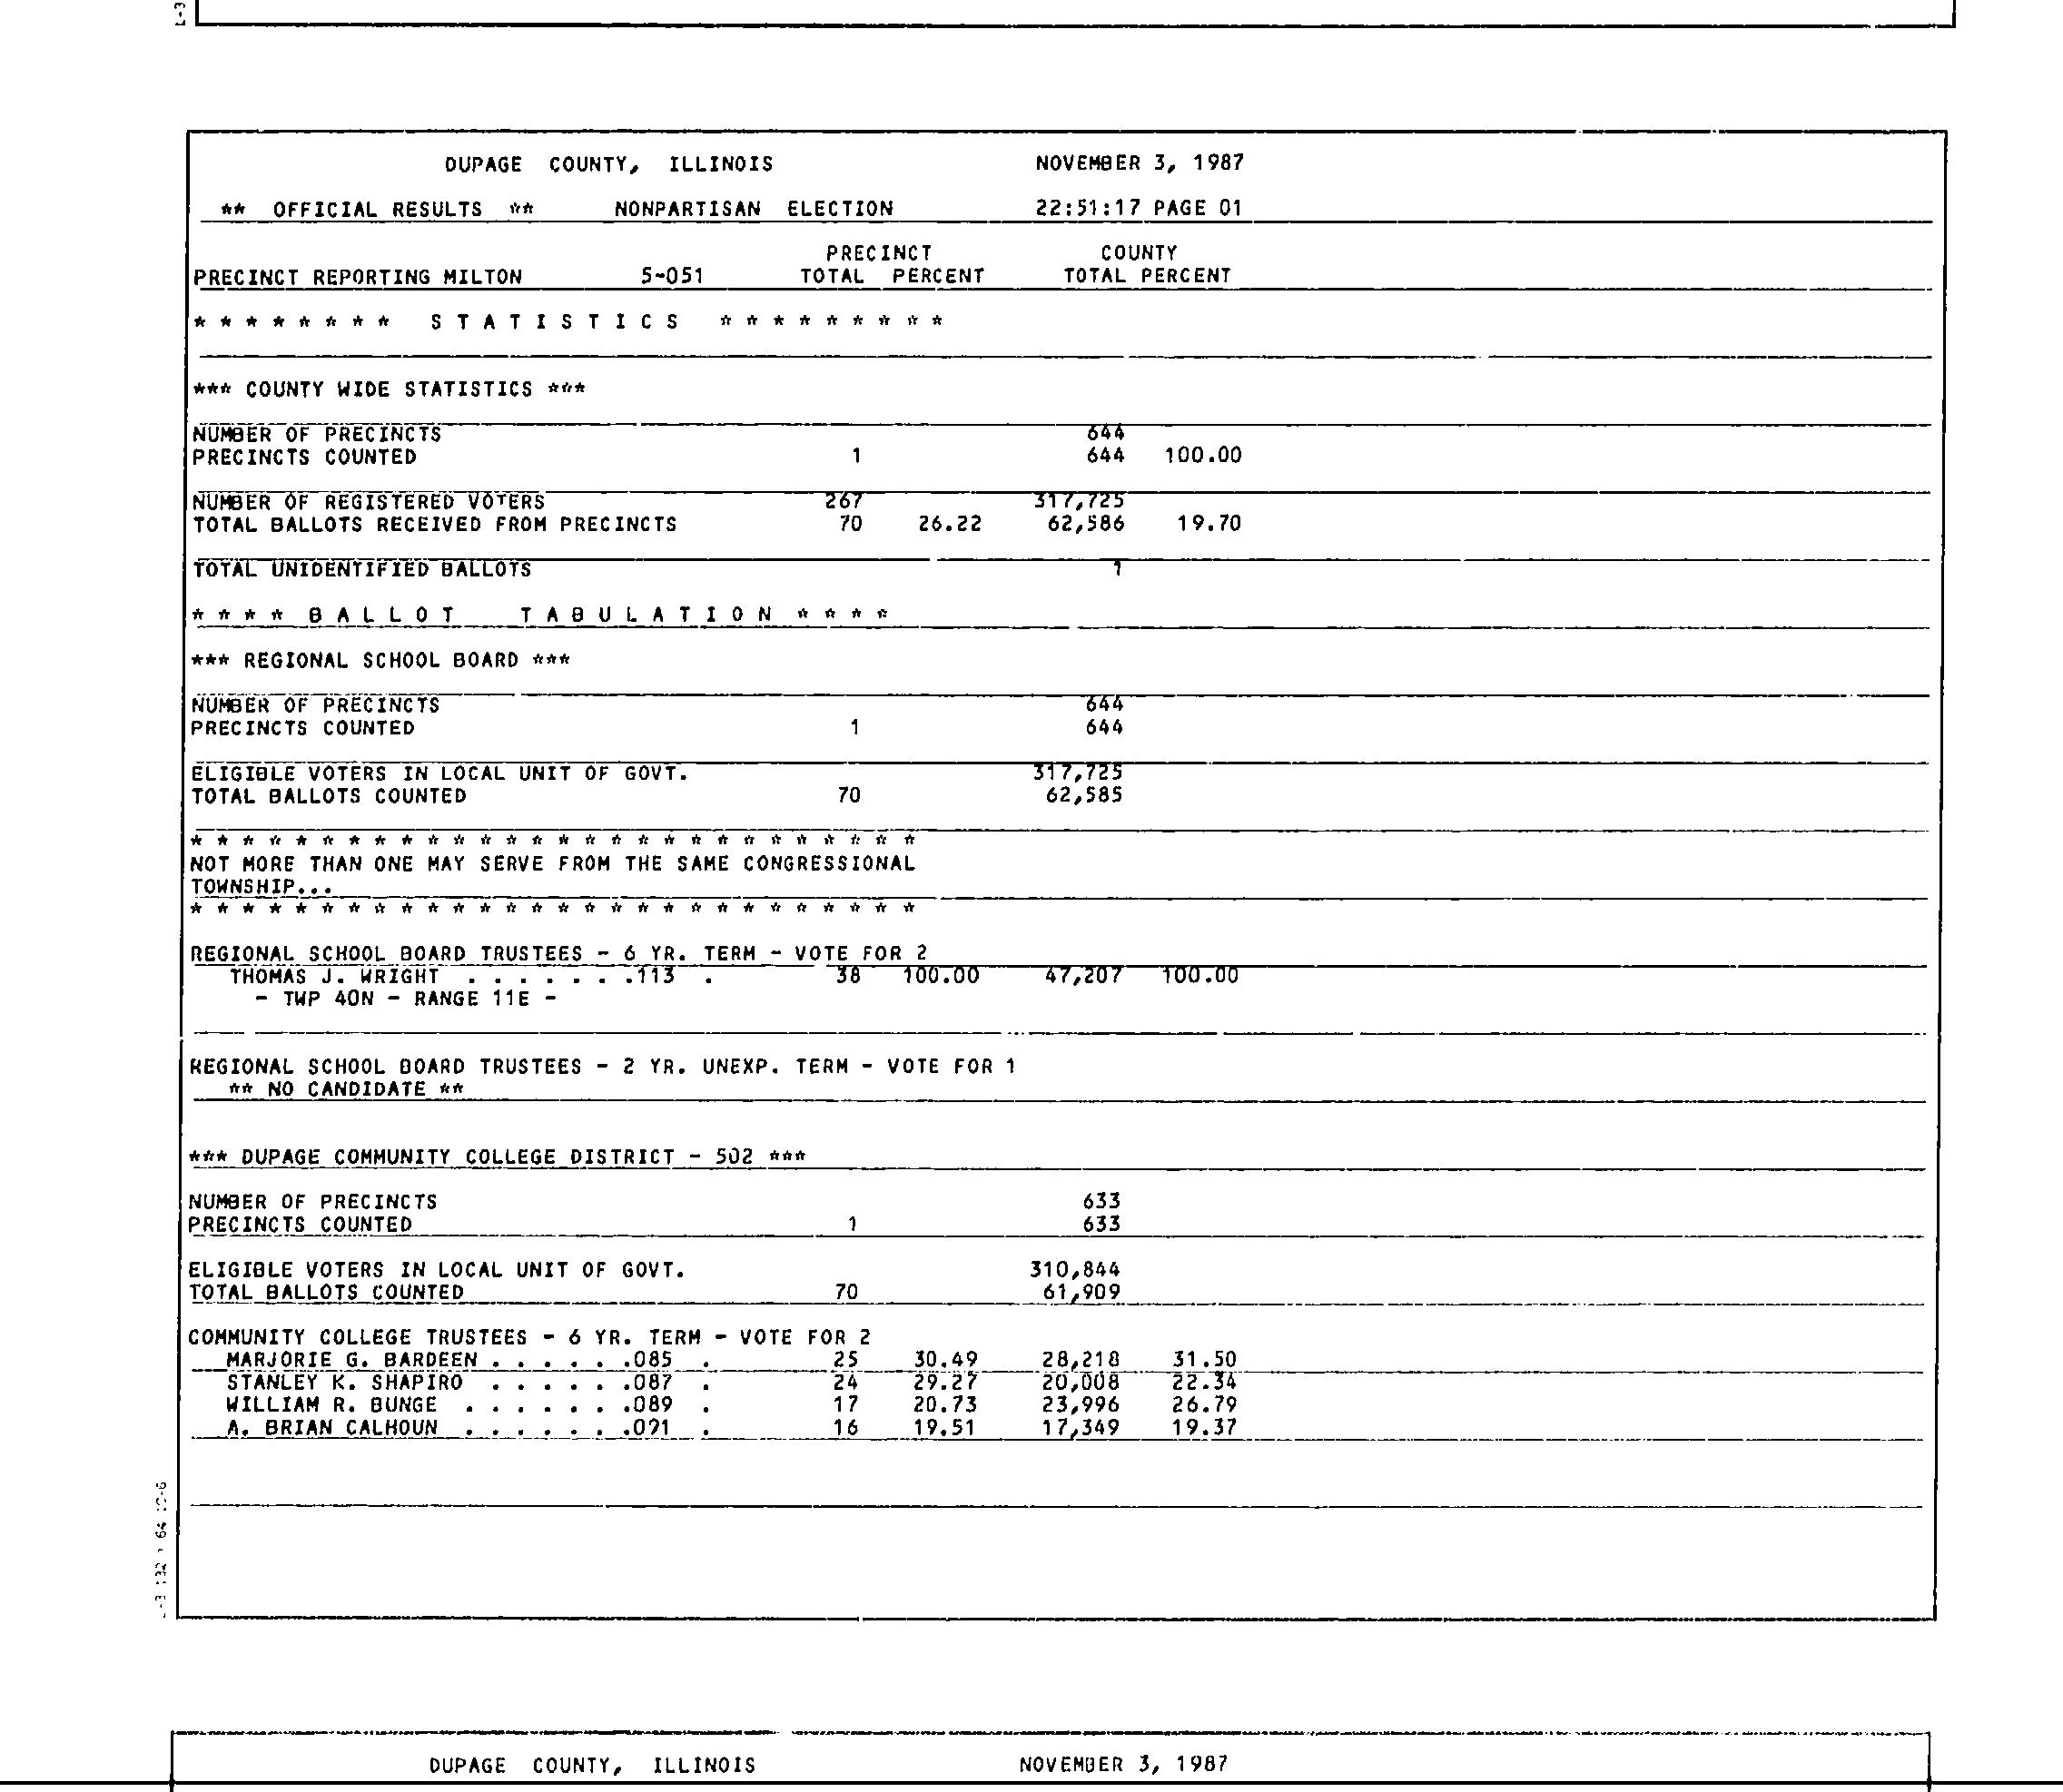 DUPAGE COUNTY, ILLINOIS NOVEMBER 3, 1987
** OFFICIAL RESULTS ** NONPARTISAN ELECTION 22:51:17 PAGE 01
PRECINCT COUNTY
PRECINCT REPORTING MILTON 5-051 TOTAL PERCENT TOTAL PERCENT
* * * * * * * * S T A T I S T I C S * * * * * * * * *
*** COUNTY WIDE STATISTICS ***
NUMBER OF PRECINCTS 644
PRECINCTS COUNTED 1 644 100.00
NUMBER OF REGISTERED VOTERS 267 317,725
TOTAL BALLOTS RECEIVED FROM PRECINCTS 70 26.22 62,586 19.70
TOTAL UNIDENTIFIED BALLOTS 1
* * * * B A L L O T T A B U L A T I O N * * * *
*** REGIONAL SCHOOL BOARD ***
NUMBER OF PRECINCTS 644
PRECINCTS COUNTED 1 644
ELIGIBLE VOTERS IN LOCAL UNIT OF GOVT. 317,725
TOTAL BALLOTS COUNTED 70 62,585
* * * * * * * * * * * * * * * * * * * * * * * * * * * *
NOT MORE THAN ONE MAY SERVE FROM THE SAME CONGRESSIONAL
TOWNSHIP...
* * * * * * * * * * * * * * * * * * * * * * * * * * * *
REGIONAL SCHOOL BOARD TRUSTEES - 6 YR. TERM - VOTE FOR 2
THOMAS J. WRIGHT . . . . . . .113 . 38 100.00 47,207 100.00
- TWP 40N - RANGE 11E -
REGIONAL SCHOOL BOARD TRUSTEES - 2 YR. UNEXP. TERM - VOTE FOR 1
** NO CANDIDATE **
*** DUPAGE COMMUNITY COLLEGE DISTRICT - 502 ***
NUMBER OF PRECINCTS 633
PRECINCTS COUNTED 1 633
ELIGIBLE VOTERS IN LOCAL UNIT OF GOVT. 310,844
TOTAL BALLOTS COUNTED 70 61,909
COMMUNITY COLLEGE TRUSTEES - 6 YR. TERM - VOTE FOR 2
MARJORIE G. BARDEEN . . . . . .085 . 25 30.49 28,218 31.50
STANLEY K. SHAPIRO . . . . . .087 . 24 29.27 20,008 22.34
WILLIAM R. BUNGE . . . . . . .089 . 17 20.73 23,996 26.79
A. BRIAN CALHOUN . . . . . . .091 . 16 19.51 17,349 19.37
DUPAGE COUNTY, ILLINOIS NOVEMBER 3, 1987